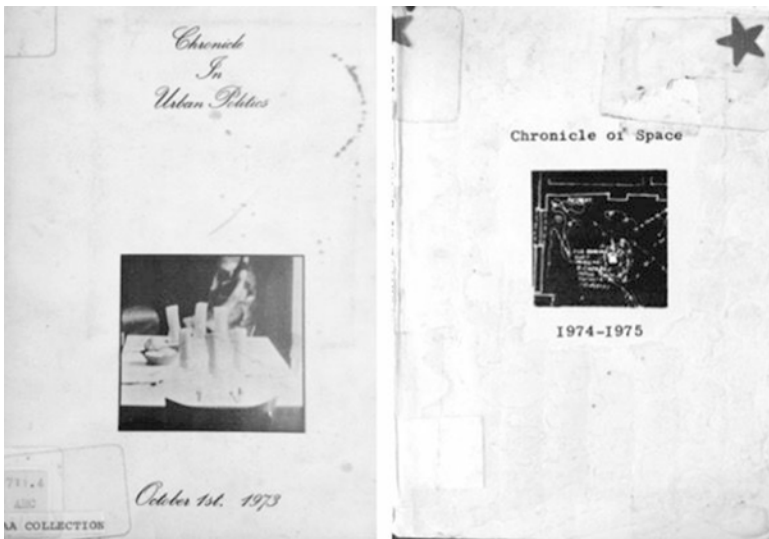 Chronicle
In
Urban Politics
October 1st. 1973
AA COLLECTION
Chronicle of Space
1974-1975